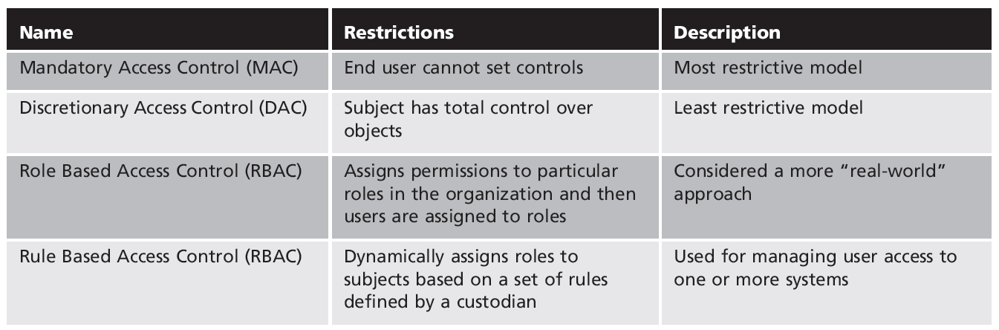 Name Restrictions Description
Mandatory Access Control (MAC) End user cannot set controls Most restrictive model
Discretionary Access Control (DAC) Subject has total control over Least restrictive model
objects
Role Based Access Control (RBAC) Assigns permissions to particular Considered a more “real-world”
roles in the organization and then approach
users are assigned to roles
Rule Based Access Control (RBAC) Dynamically assigns roles to Used for managing user access to
subjects based on a set of rules one or more systems
defined by a custodian